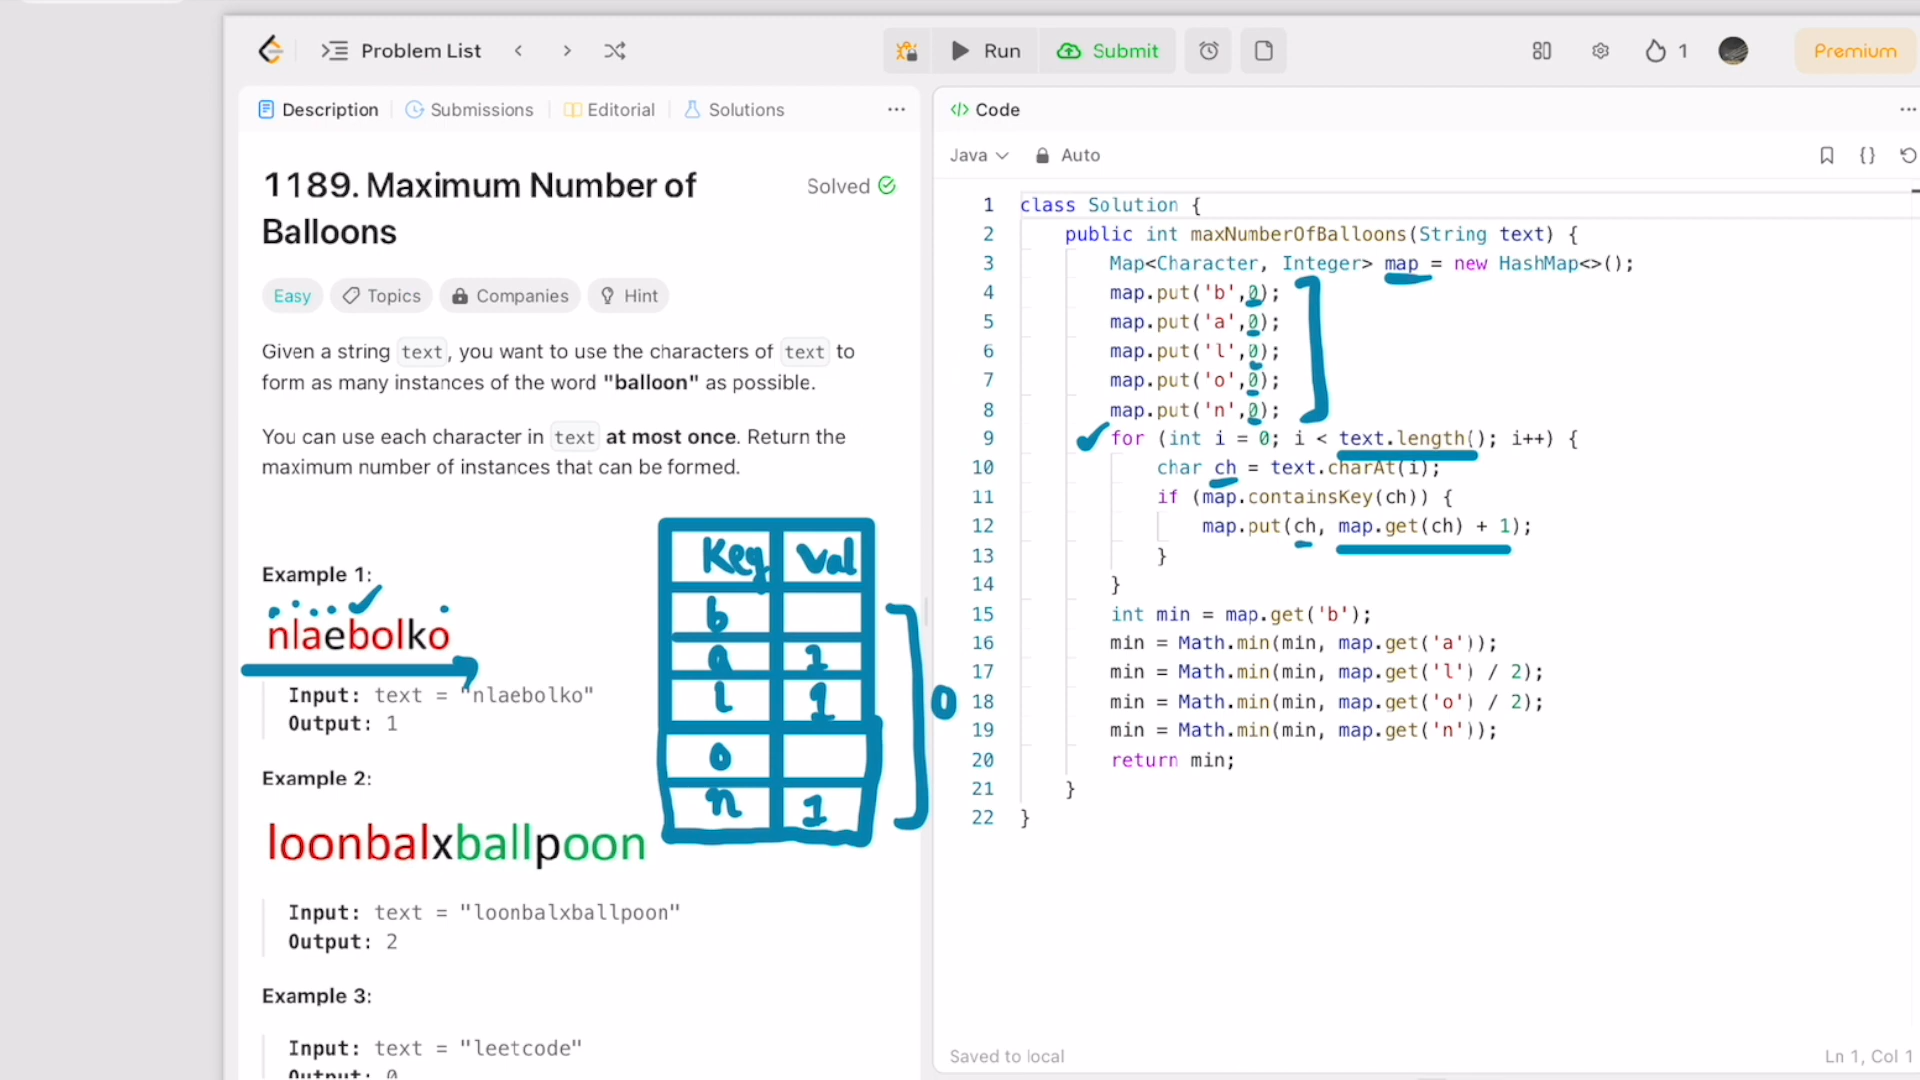 Problem List
Run
Submit
1
Premium
Description
Submissions
Editorial
Solutions
1189. Maximum Number of
Balloons
Solved
Easy
Topics
Companies
Hint
Given a string text, you want to use the characters of text to
form as many instances of the word "balloon" as possible.
You can use each character in text at most once. Return the
maximum number of instances that can be formed.
Example 1:
nlaebolko
Input: text = "nlaebolko"
Output: 1
Example 2:
loonbalxballpoon
Input: text = "loonbalxballpoon"
Output: 2
Example 3:
Input: text = "leetcode"
Output: 0
Key Val
b
a 1
l 1
o
n 1
0
</> Code
Java
Auto
1 class Solution {
2 public int maxNumberOfBalloons(String text) {
3 Map<Character, Integer> map = new HashMap<>();
4 map.put('b',0);
5 map.put('a',0);
6 map.put('l',0);
7 map.put('o',0);
8 map.put('n',0);
9 for (int i = 0; i < text.length(); i++) {
10 char ch = text.charAt(i);
11 if (map.containsKey(ch)) {
12 map.put(ch, map.get(ch) + 1);
13 }
14 }
15 int min = map.get('b');
16 min = Math.min(min, map.get('a'));
17 min = Math.min(min, map.get('l') / 2);
18 min = Math.min(min, map.get('o') / 2);
19 min = Math.min(min, map.get('n'));
20 return min;
21 }
22 }
Saved to local
Ln 1, Col 1